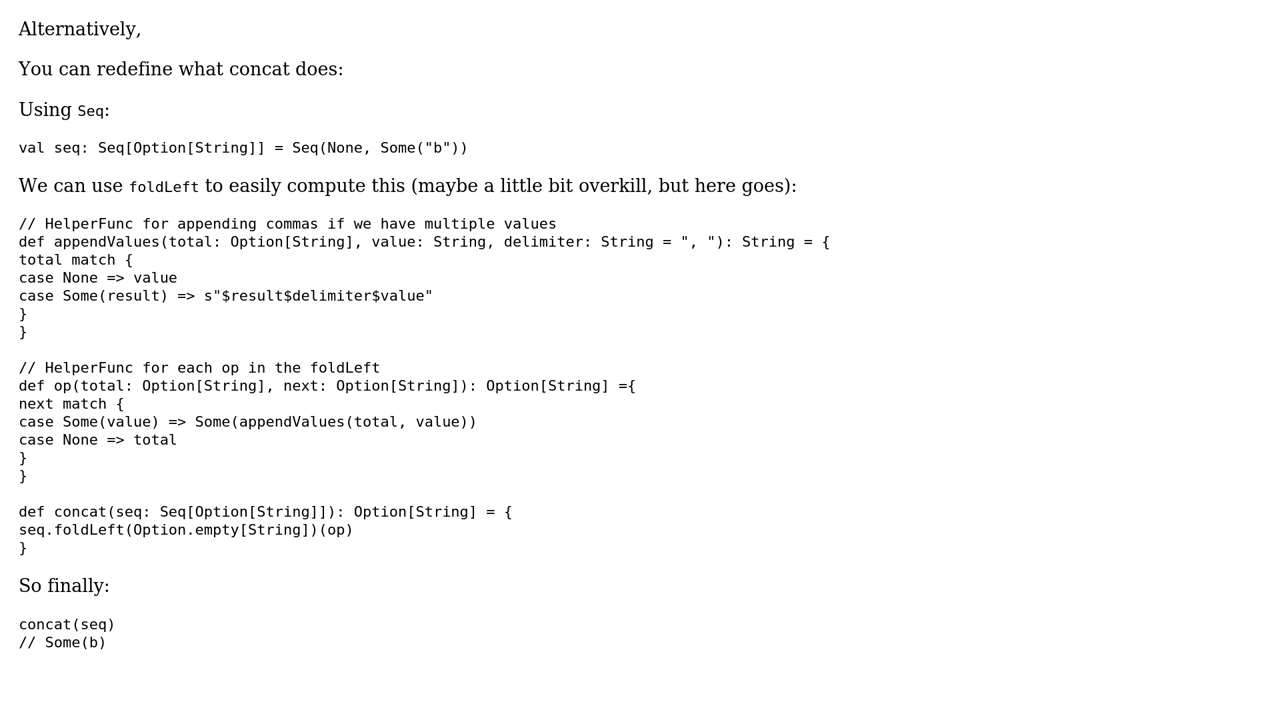 Alternatively,
You can redefine what concat does:
Using Seq:
val seq: Seq[Option[String]] = Seq(None, Some("b"))
We can use foldLeft to easily compute this (maybe a little bit overkill, but here goes):
// HelperFunc for appending commas if we have multiple values
def appendValues(total: Option[String], value: String, delimiter: String = ", "): String = {
total match {
case None => value
case Some(result) => s"$result$delimiter$value"
}
}
// HelperFunc for each op in the foldLeft
def op(total: Option[String], next: Option[String]): Option[String] ={
next match {
case Some(value) => Some(appendValues(total, value))
case None => total
}
}
def concat(seq: Seq[Option[String]]): Option[String] = {
seq.foldLeft(Option.empty[String])(op)
}
So finally:
concat(seq)
// Some(b)